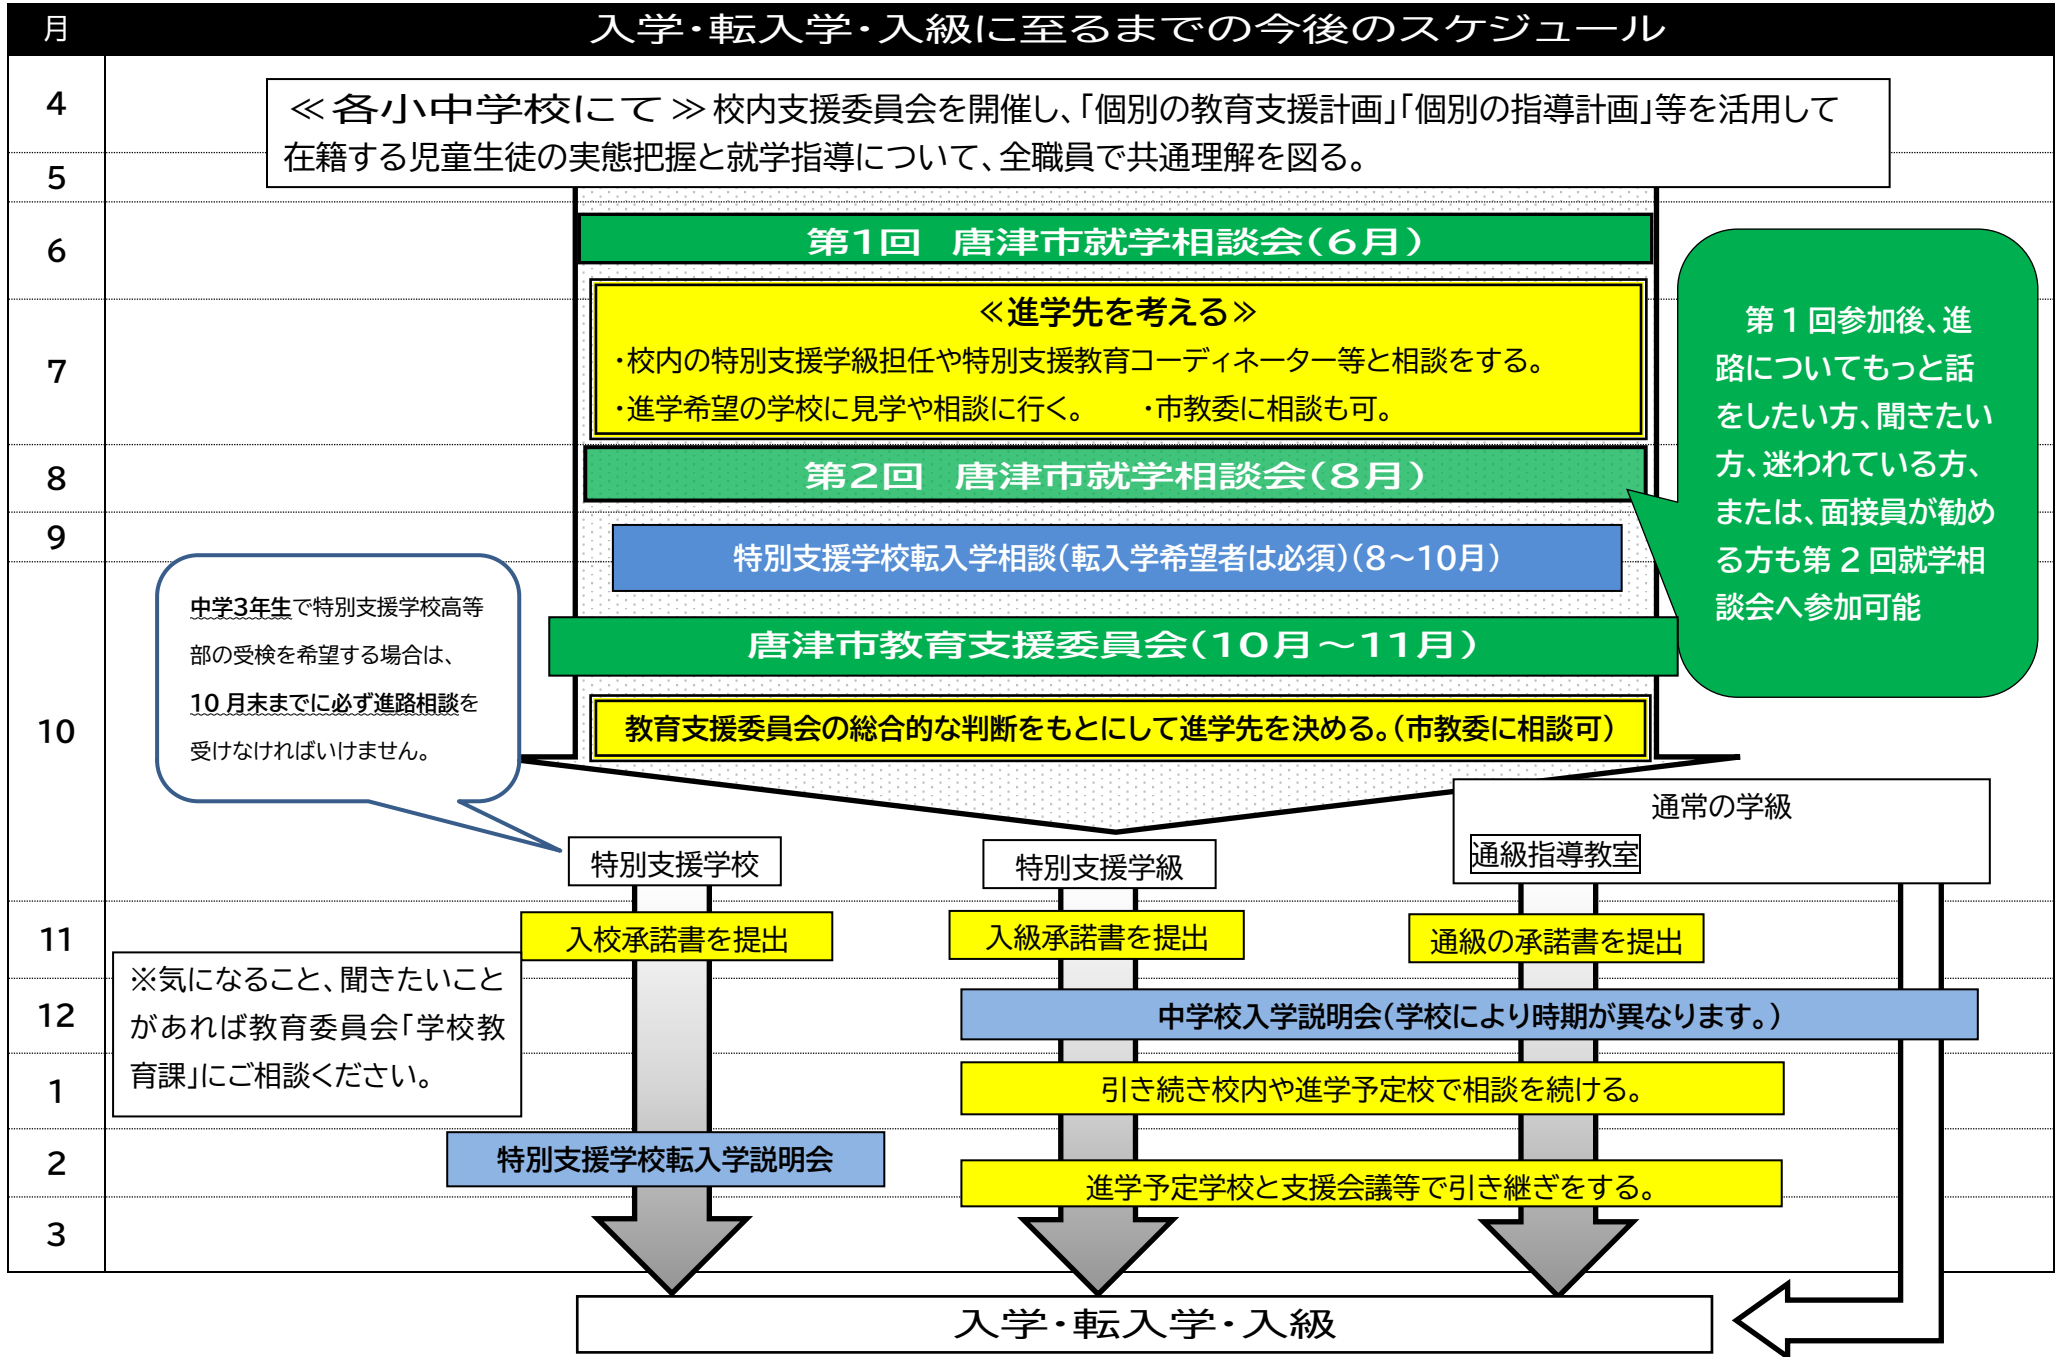 月
入学・転入学・入級に至るまでの今後のスケジュール
4
≪各小中学校にて≫校内支援委員会を開催し、「個別の教育支援計画」「個別の指導計画」等を活用して
在籍する児童生徒の実態把握と就学指導について、全職員で共通理解を図る。
5
6
第1回 唐津市就学相談会(6月)
≪進学先を考える≫
・校内の特別支援学級担任や特別支援教育コーディネーター等と相談をする。
・進学希望の学校に見学や相談に行く。 ・市教委に相談も可。
7
第1回参加後、進
路についてもっと話
をしたい方、聞きたい
方、迷われている方、
または、面接員が勧め
る方も第2回就学相
談会へ参加可能
8
第2回 唐津市就学相談会(8月)
9
特別支援学校転入学相談(転入学希望者は必須)(8～10月)
中学3年生で特別支援学校高等
部の受検を希望する場合は、
10月末までに必ず進路相談を
受けなければいけません。
唐津市教育支援委員会(10月～11月)
10
教育支援委員会の総合的な判断をもとにして進学先を決める。(市教委に相談可)
特別支援学校
特別支援学級
通常の学級
通級指導教室
11
入校承諾書を提出
入級承諾書を提出
通級の承諾書を提出
※気になること、聞きたいこと
があれば教育委員会「学校教
育課」にご相談ください。
12
中学校入学説明会(学校により時期が異なります。)
1
引き続き校内や進学予定校で相談を続ける。
2
特別支援学校転入学説明会
進学予定学校と支援会議等で引き継ぎをする。
3
入学・転入学・入級